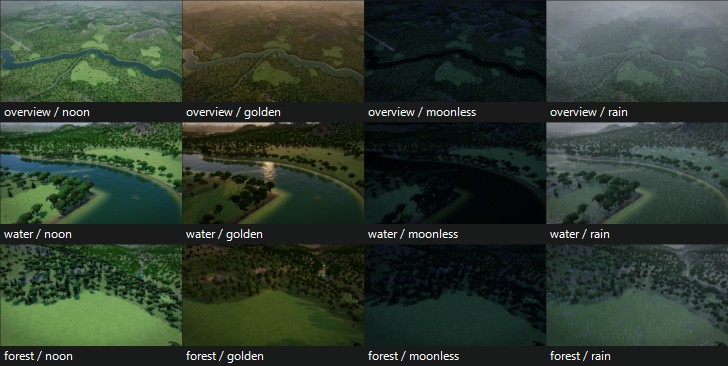 overview / noon
overview / golden
overview / moonless
overview / rain
water / noon
water / golden
water / moonless
water / rain
forest / noon
forest / golden
forest / moonless
forest / rain